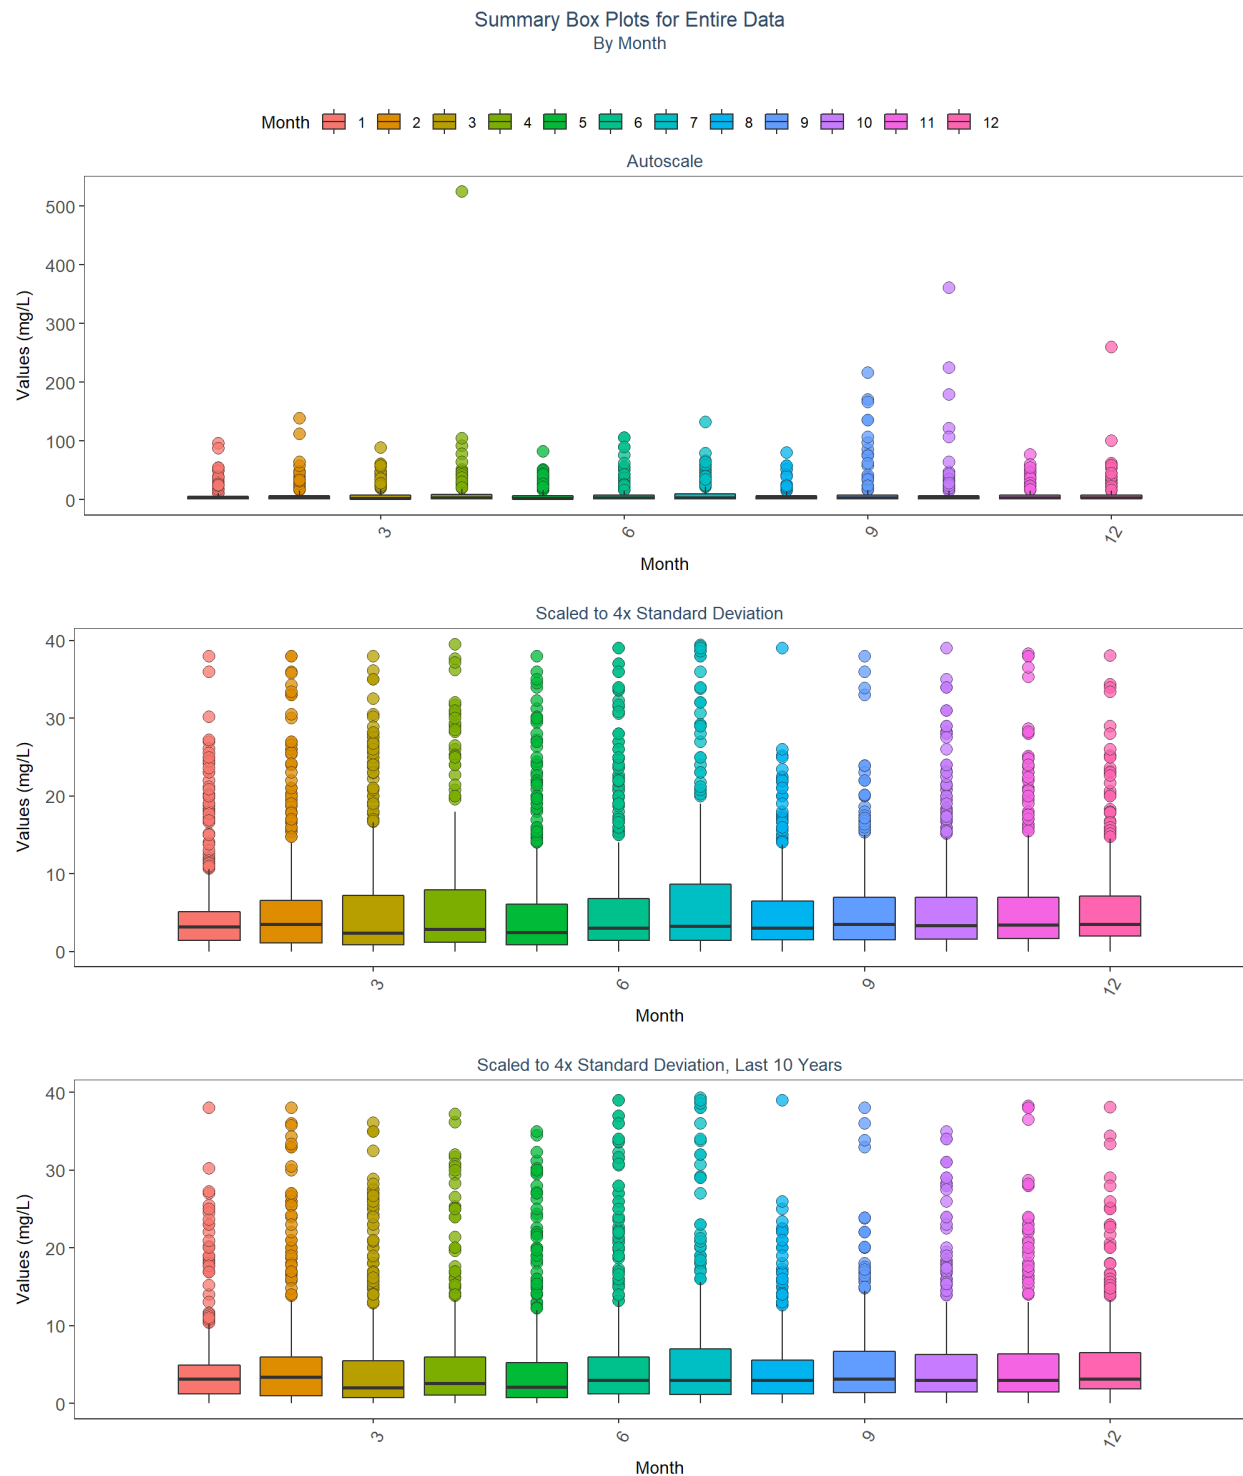 Summary Box Plots for Entire Data
By Month
Month 1 2 3 4 5 6 7 8 9 10 11 12
Autoscale
500
400
300
200
100
0
Values (mg/L)
3 6 9 12
Month
Scaled to 4x Standard Deviation
40
30
20
10
0
Values (mg/L)
3 6 9 12
Month
Scaled to 4x Standard Deviation, Last 10 Years
40
30
20
10
0
Values (mg/L)
3 6 9 12
Month